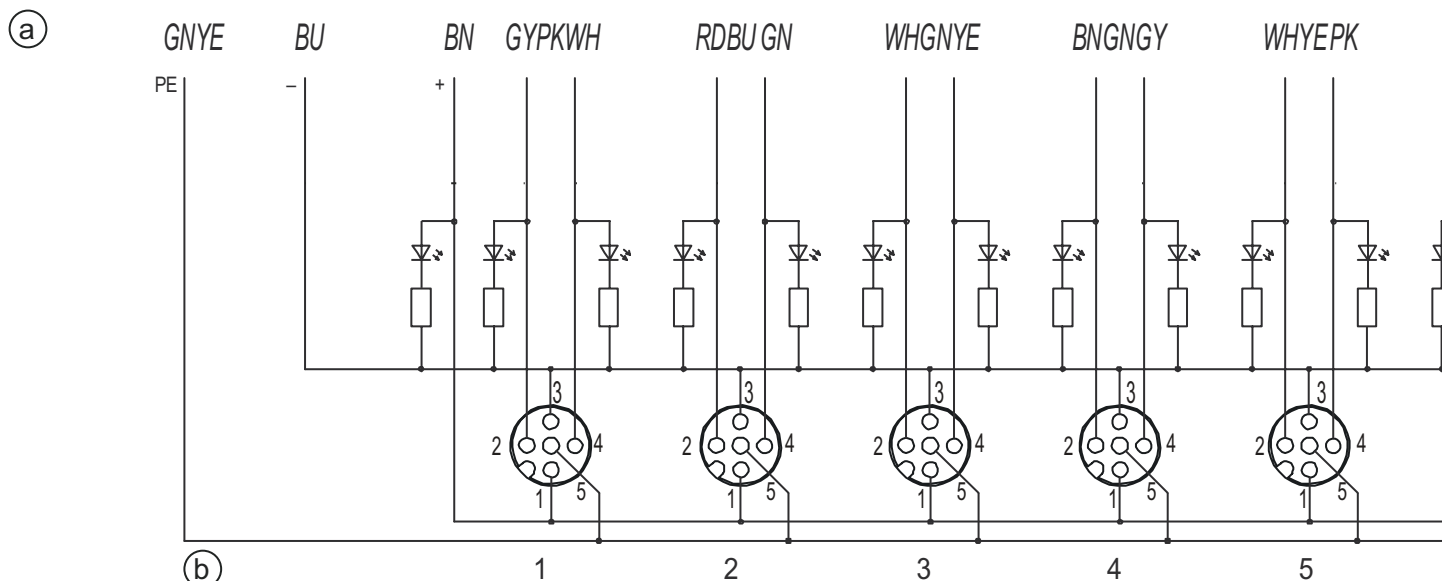 a
GNYE BU BN GYPKWH RDBU GN WHGNYE BNGNGY WHYEPK
PE – +
3 3 3 3 3
2 4 2 4 2 4 2 4 2 4
1 5 1 5 1 5 1 5 1 5
b 1 2 3 4 5